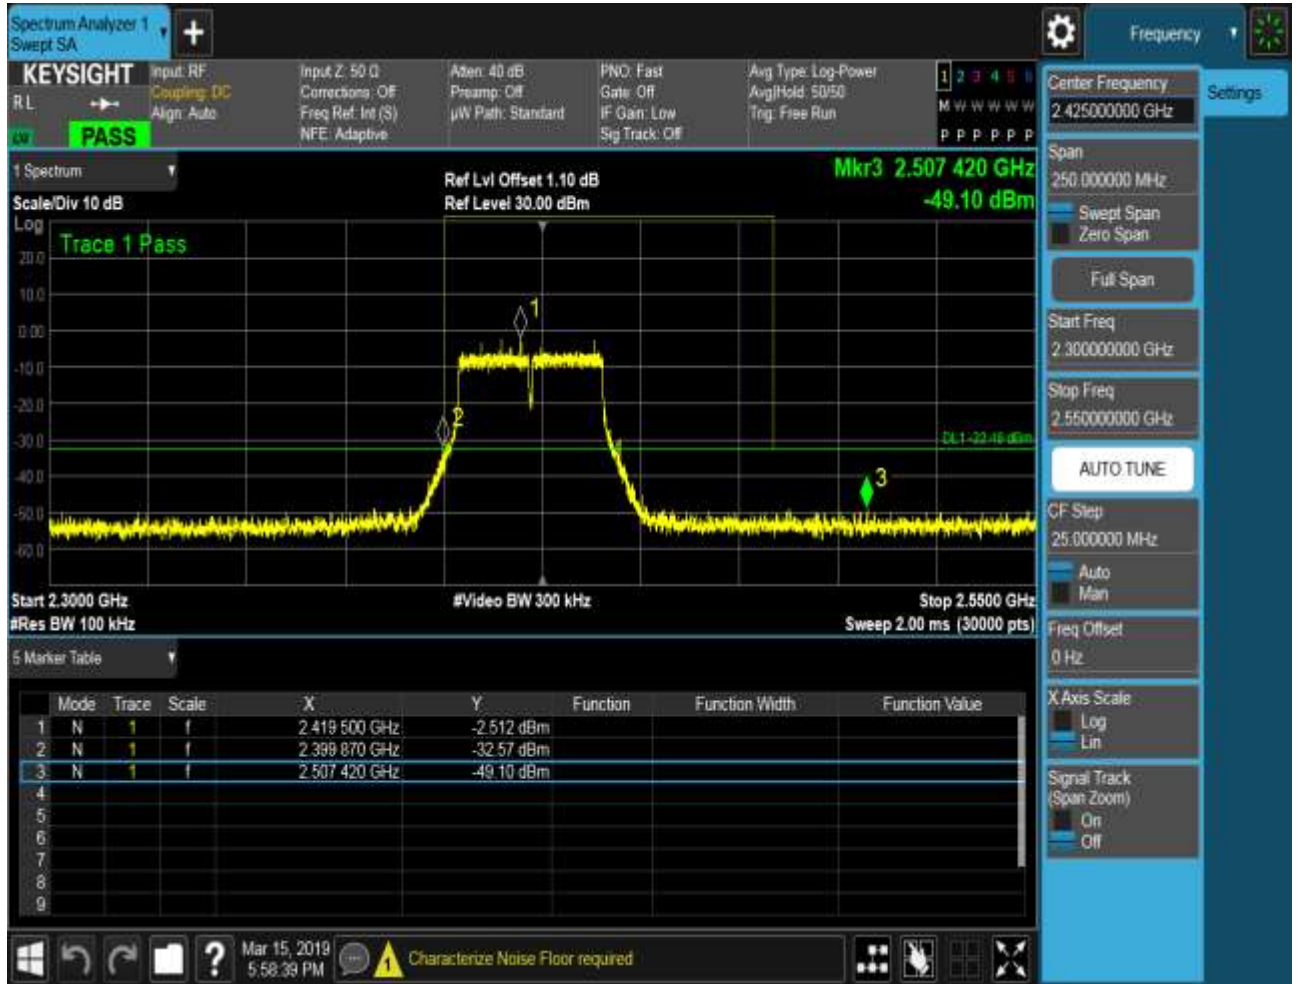 Spectrum Analyzer 1
Swept SA
+
Frequency
KEYSIGHT
Input: RF
Coupling: DC
Align: Auto
Input Z: 50 Ω
Corrections: Off
Freq Ref: Int (S)
NFE: Adaptive
Atten: 40 dB
Preamp: Off
µW Path: Standard
PNO: Fast
Gate: Off
IF Gain: Low
Sig Track: Off
Avg Type: Log-Power
Avg|Hold: 50/50
Trig: Free Run
1 2 3 4 5 6
M W W W W W
P P P P P P
R L
PASS
1 Spectrum
Scale/Div 10 dB
Ref Lvl Offset 1.10 dB
Ref Level 30.00 dBm
Mkr3 2.507 420 GHz
-49.10 dBm
Log
Trace 1 Pass
20.0
10.0
0.00
-10.0
-20.0
-30.0
-40.0
-50.0
-60.0
1
2
3
Start 2.3000 GHz
#Res BW 100 kHz
#Video BW 300 kHz
Stop 2.5500 GHz
Sweep 2.00 ms (30000 pts)
5 Marker Table
Mode Trace Scale X Y Function Function Width Function Value
1 N 1 f 2.419 500 GHz -2.512 dBm
2 N 1 f 2.399 870 GHz -32.57 dBm
3 N 1 f 2.507 420 GHz -49.10 dBm
4
5
6
7
8
9
Mar 15, 2019
5:58:39 PM
?
1
Characterize Noise Floor required
Center Frequency
2.425000000 GHz
Settings
Span
250.000000 MHz
Swept Span
Zero Span
Full Span
Start Freq
2.300000000 GHz
Stop Freq
2.550000000 GHz
AUTO TUNE
CF Step
25.000000 MHz
Auto
Man
Freq Offset
0 Hz
X Axis Scale
Log
Lin
Signal Track
(Span Zoom)
On
Off